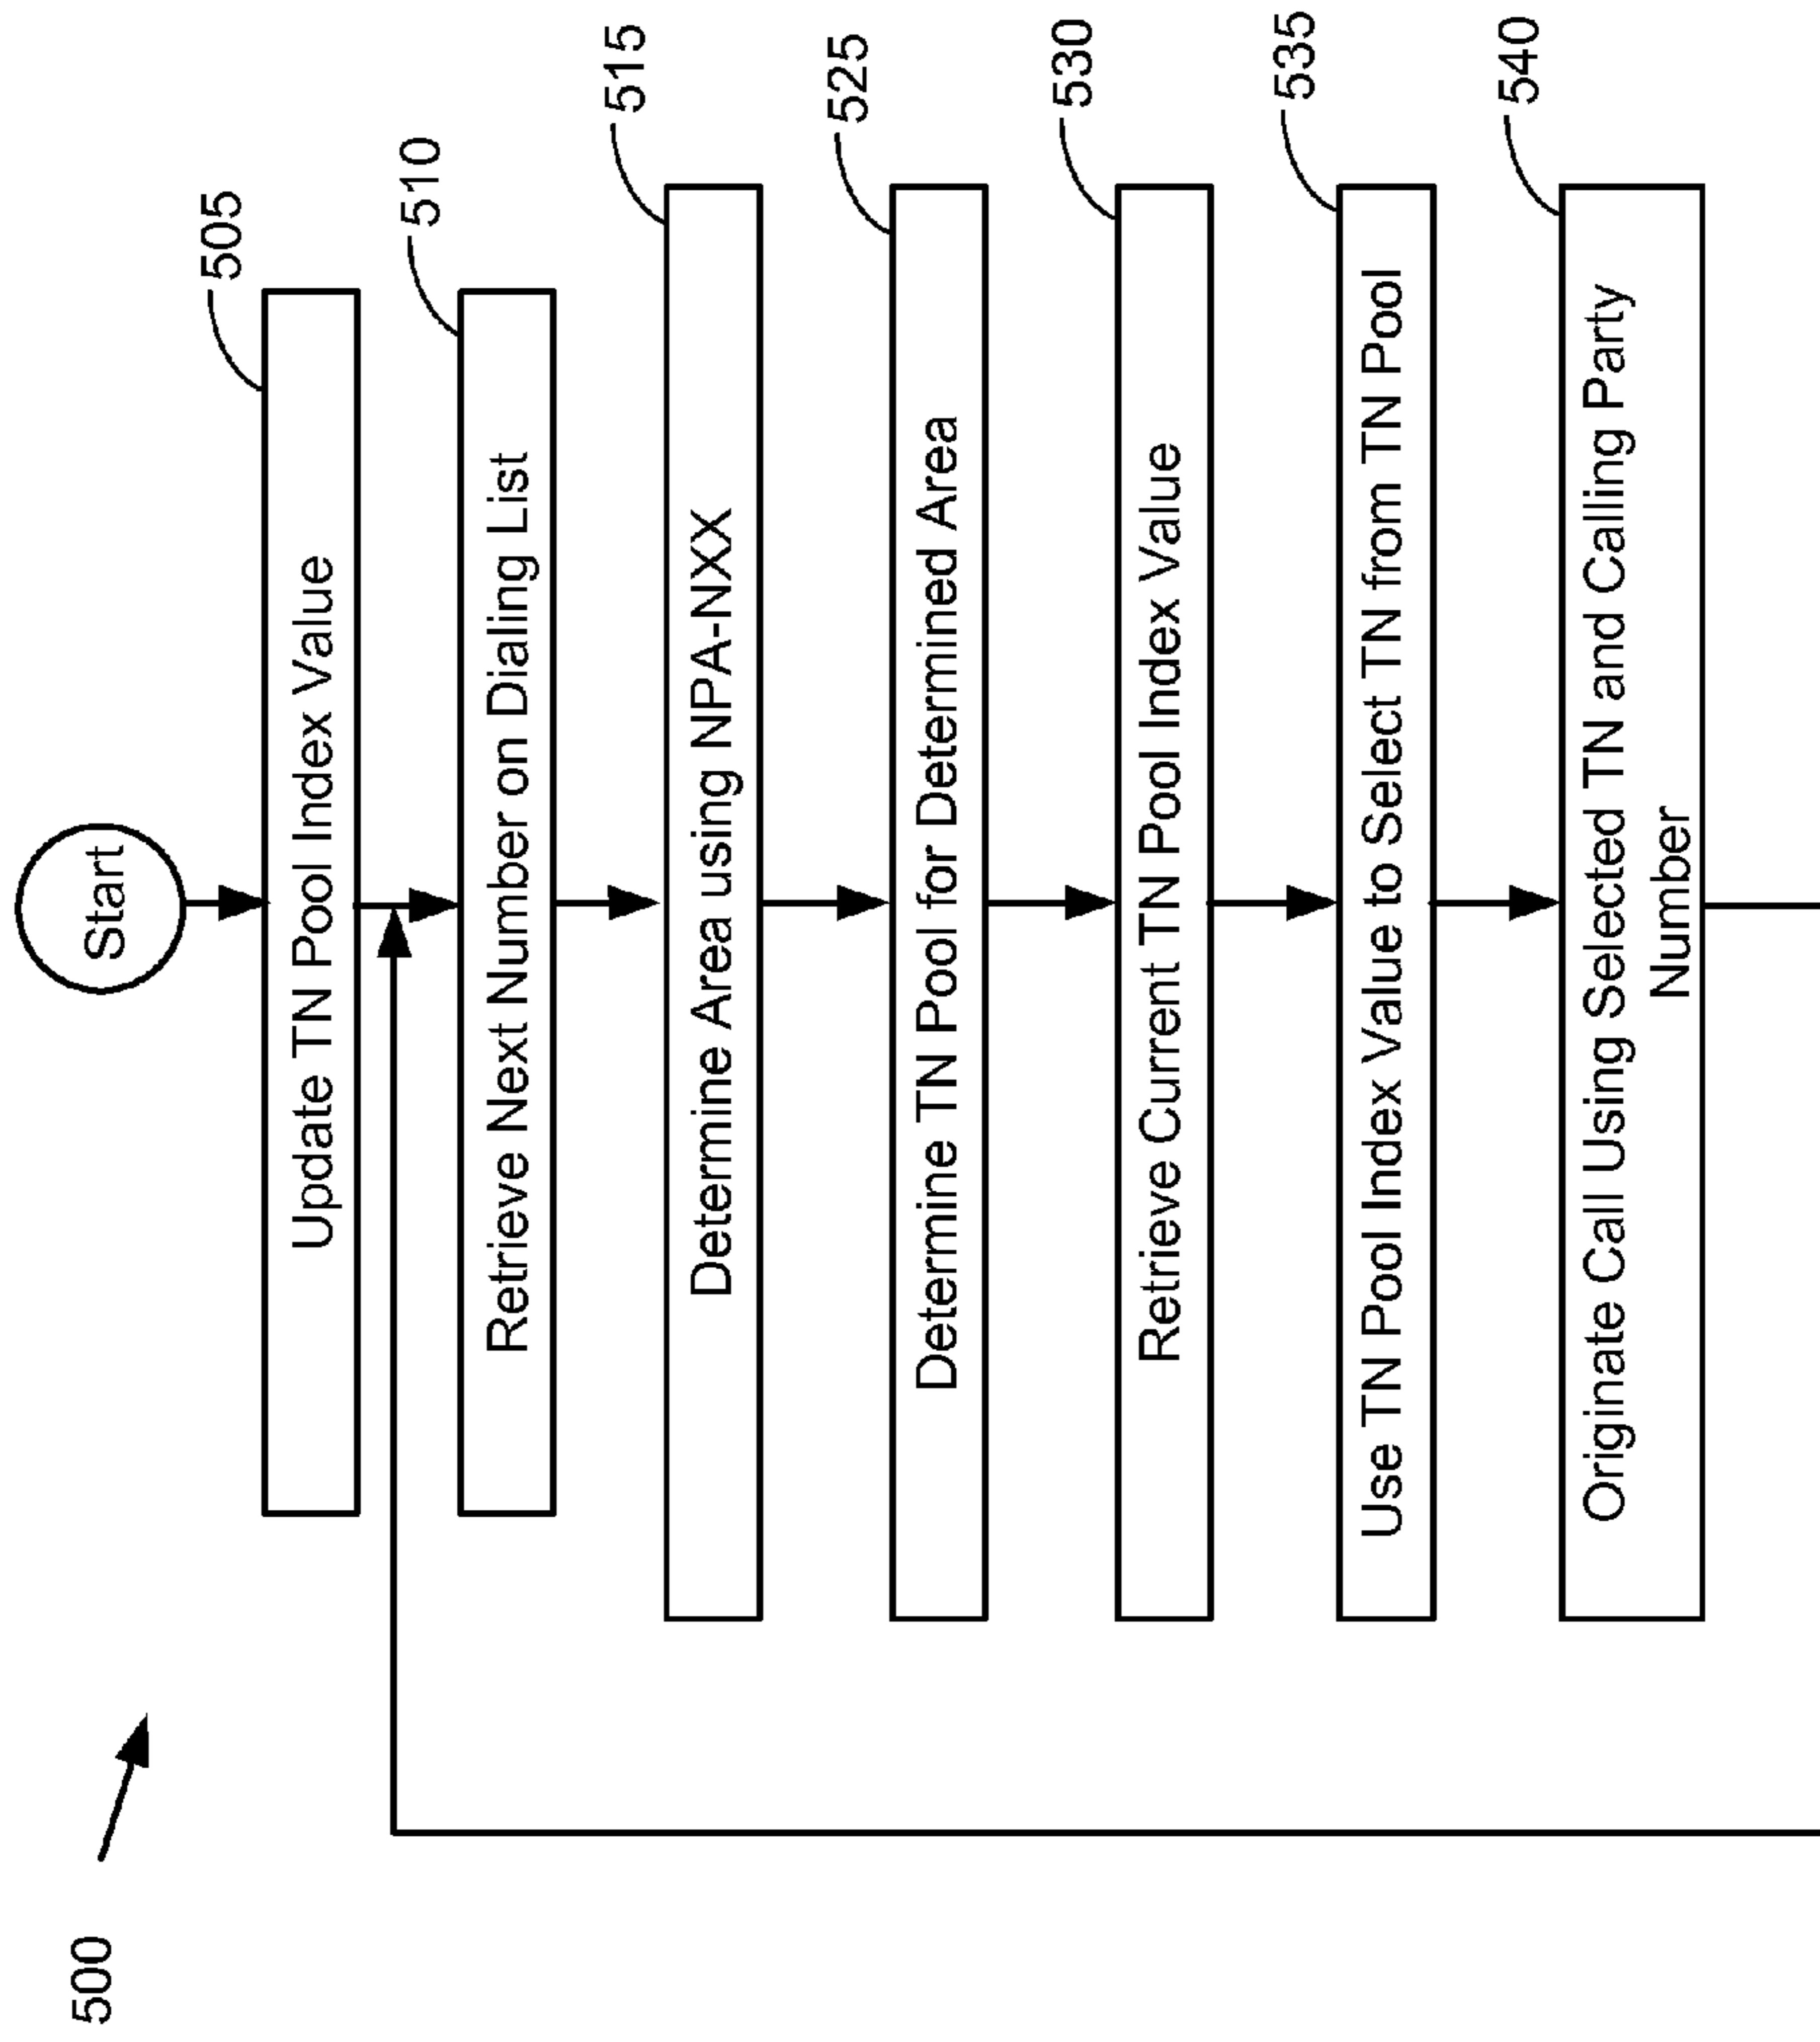 500
Start
505
Update TN Pool Index Value
510
Retrieve Next Number on Dialing List
515
Determine Area using NPA-NXX
525
Determine TN Pool for Determined Area
530
Retrieve Current TN Pool Index Value
535
Use TN Pool Index Value to Select TN from TN Pool
540
Originate Call Using Selected TN and Calling Party
Number